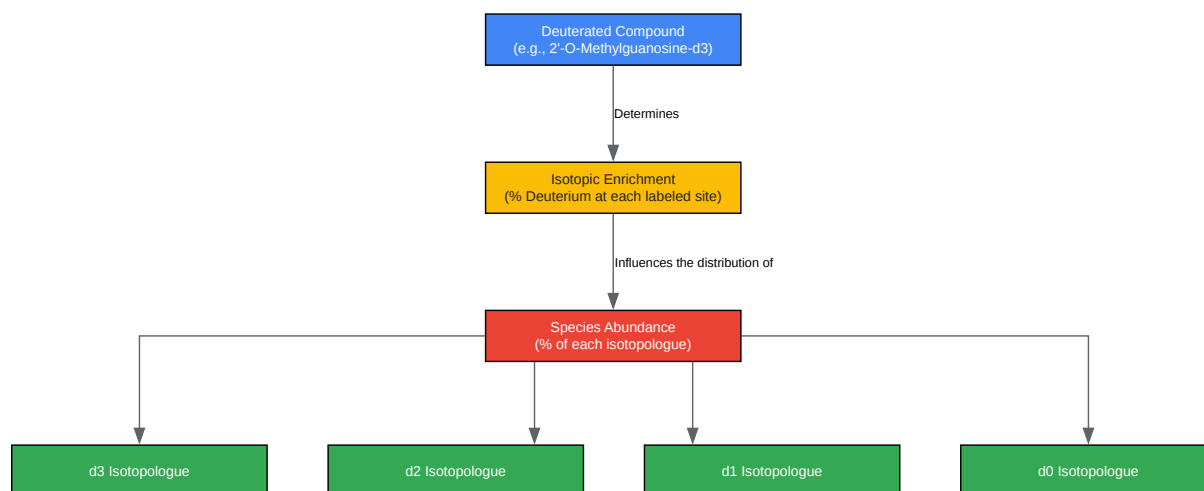 Deuterated Compound
(e.g., 2'-O-Methylguanosine-d3)
Determines
Isotopic Enrichment
(% Deuterium at each labeled site)
Influences the distribution of
Species Abundance
(% of each isotopologue)
d3 Isotopologue
d2 Isotopologue
d1 Isotopologue
d0 Isotopologue